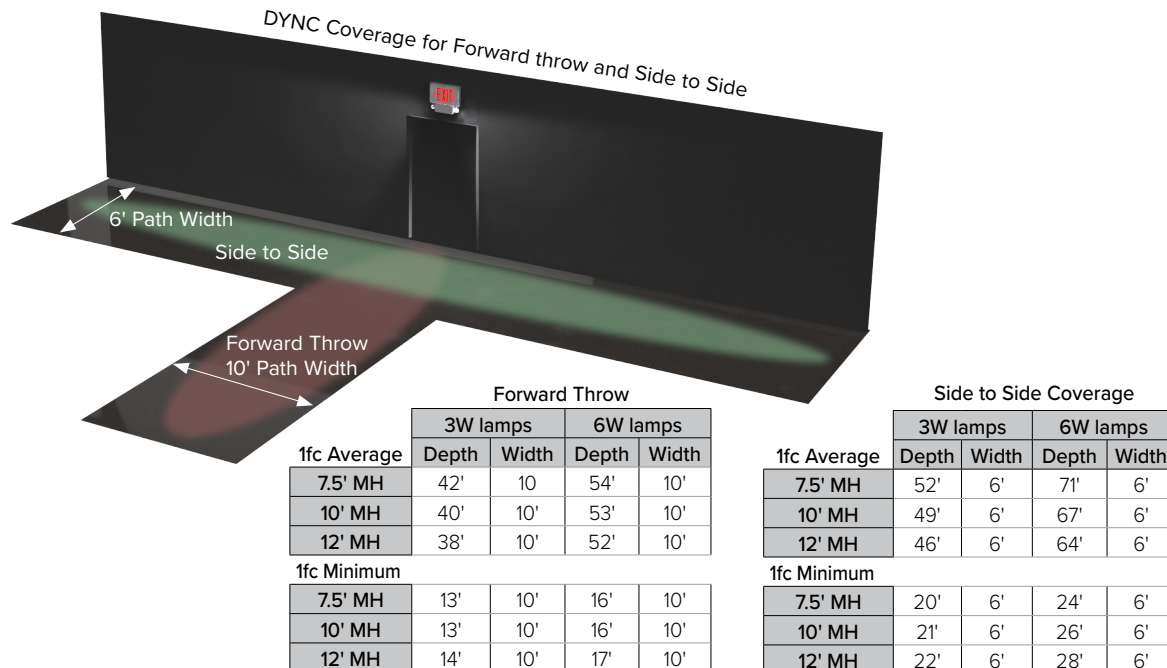 DYNC Coverage for Forward throw and Side to Side
EXIT
6' Path Width
Side to Side
Forward Throw
10' Path Width
Forward Throw
3W lamps 6W lamps
1fc Average Depth Width Depth Width
7.5' MH 42' 10 54' 10'
10' MH 40' 10' 53' 10'
12' MH 38' 10' 52' 10'
1fc Minimum
7.5' MH 13' 10' 16' 10'
10' MH 13' 10' 16' 10'
12' MH 14' 10' 17' 10'
Side to Side Coverage
3W lamps 6W lamps
1fc Average Depth Width Depth Width
7.5' MH 52' 6' 71' 6'
10' MH 49' 6' 67' 6'
12' MH 46' 6' 64' 6'
1fc Minimum
7.5' MH 20' 6' 24' 6'
10' MH 21' 6' 26' 6'
12' MH 22' 6' 28' 6'